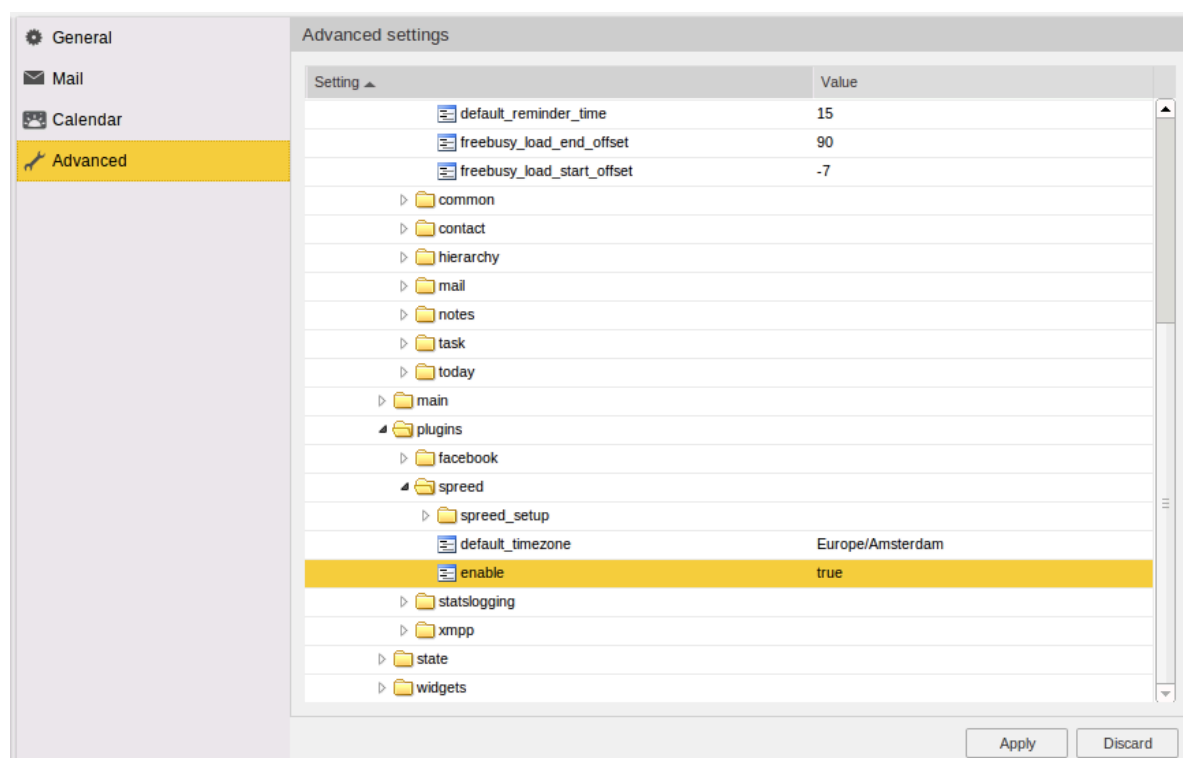 General
Mail
Calendar
Advanced
Advanced settings
Setting Value
default_reminder_time 15
freebusy_load_end_offset 90
freebusy_load_start_offset -7
common
contact
hierarchy
mail
notes
task
today
main
plugins
facebook
spreed
spreed_setup
default_timezone Europe/Amsterdam
enable true
statslogging
xmpp
state
widgets
Apply Discard